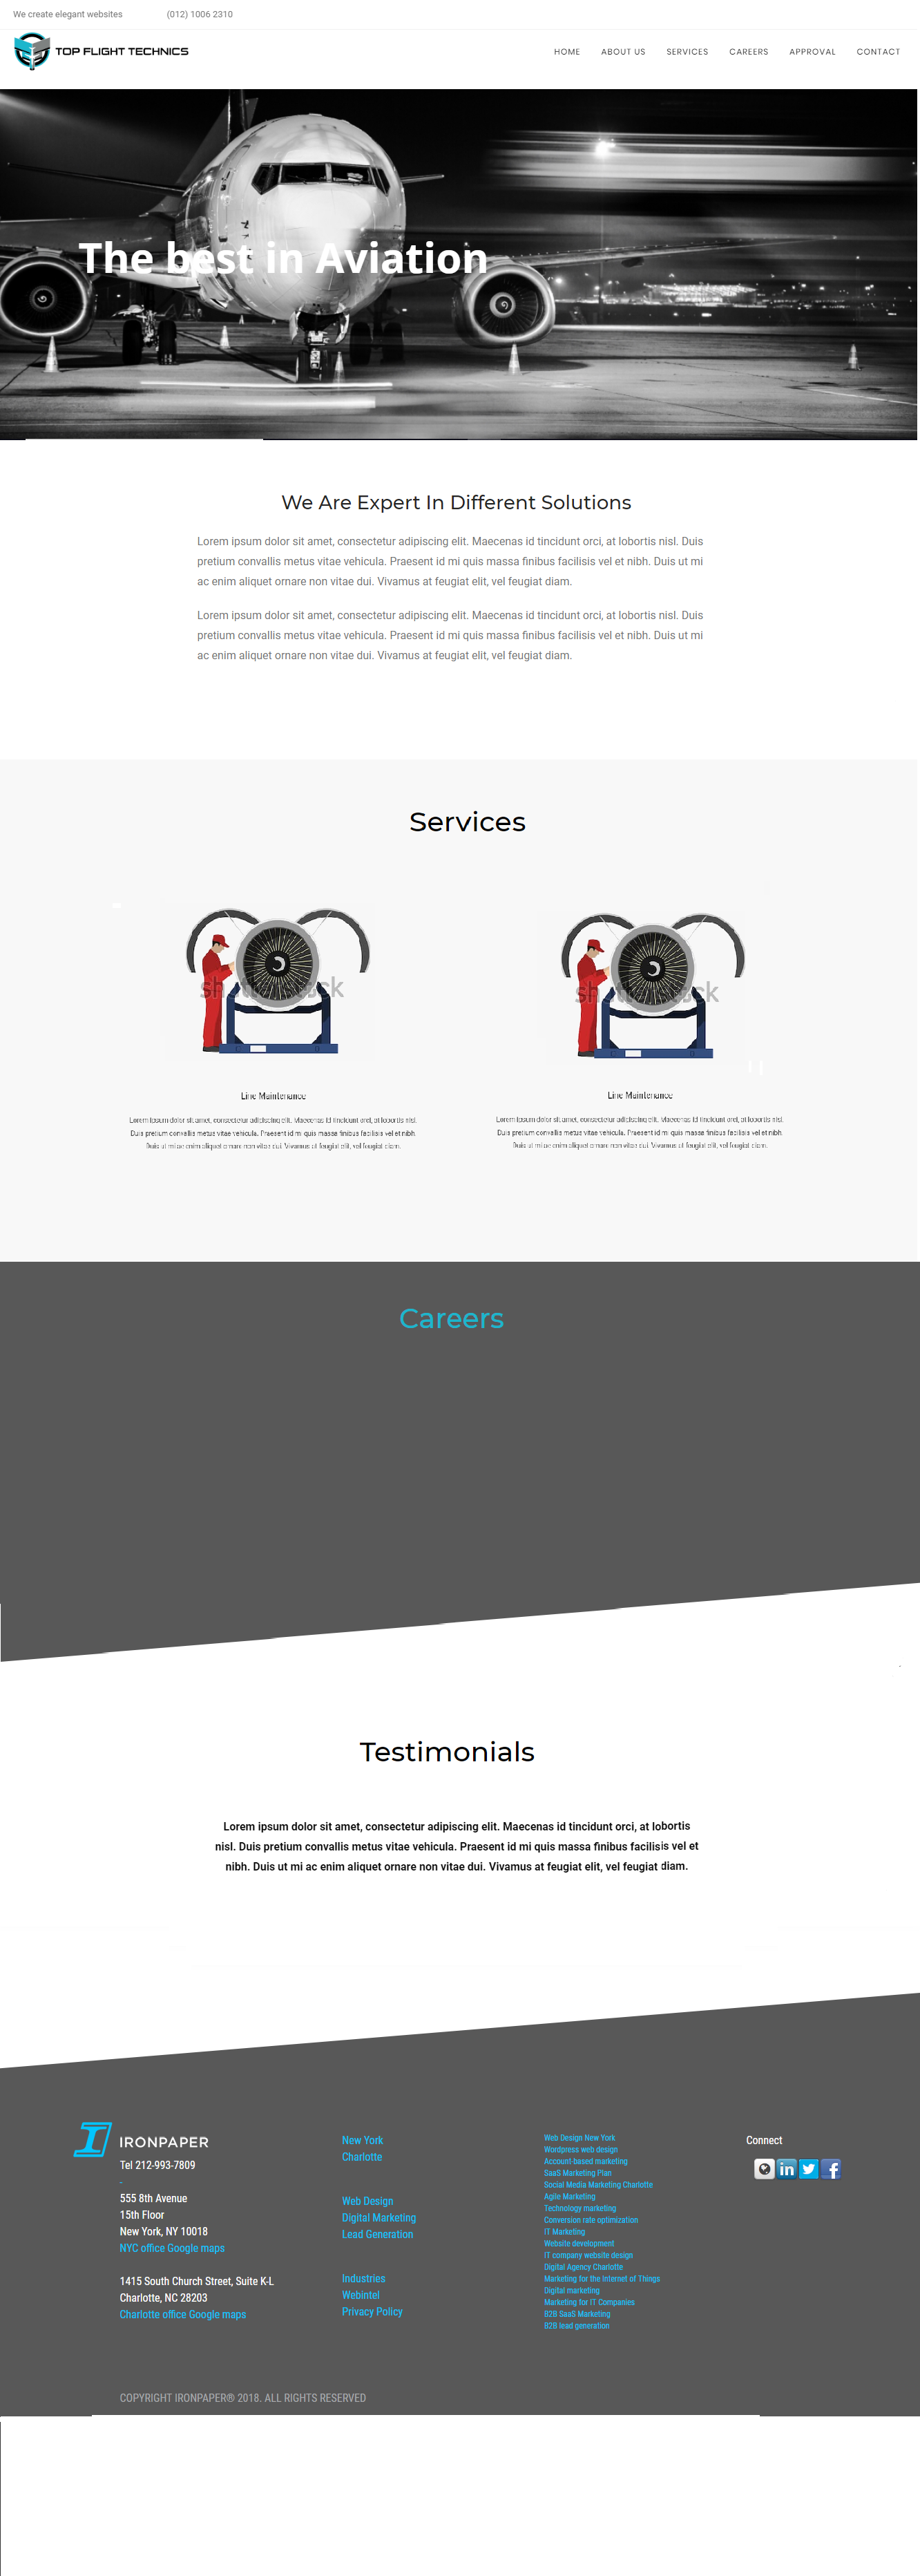 We create elegant websites (012) 1006 2310
TOP FLIGHT TECHNICS
HOME ABOUT US SERVICES CAREERS APPROVAL CONTACT
The best in Aviation
We Are Expert In Different Solutions
Lorem ipsum dolor sit amet, consectetur adipiscing elit. Maecenas id tincidunt orci, at lobortis nisl. Duis
pretium convallis metus vitae vehicula. Praesent id mi quis massa finibus facilisis vel et nibh. Duis ut mi
ac enim aliquet ornare non vitae dui. Vivamus at feugiat elit, vel feugiat diam.
Lorem ipsum dolor sit amet, consectetur adipiscing elit. Maecenas id tincidunt orci, at lobortis nisl. Duis
pretium convallis metus vitae vehicula. Praesent id mi quis massa finibus facilisis vel et nibh. Duis ut mi
ac enim aliquet ornare non vitae dui. Vivamus at feugiat elit, vel feugiat diam.
Services
Line Maintenance
Lorem ipsum dolor sit amet, consectetur adipiscing elit. Maecenas id tincidunt orci, at lobortis nisl.
Duis pretium convallis metus vitae vehicula. Praesent id mi quis massa finibus facilisis vel et nibh.
Duis ut mi ac enim aliquet ornare non vitae dui. Vivamus at feugiat elit, vel feugiat diam.
Line Maintenance
Lorem ipsum dolor sit amet, consectetur adipiscing elit. Maecenas id tincidunt orci, at lobortis nisl.
Duis pretium convallis metus vitae vehicula. Praesent id mi quis massa finibus facilisis vel et nibh.
Duis ut mi ac enim aliquet ornare non vitae dui. Vivamus at feugiat elit, vel feugiat diam.
Careers
Testimonials
Lorem ipsum dolor sit amet, consectetur adipiscing elit. Maecenas id tincidunt orci, at lobortis
nisl. Duis pretium convallis metus vitae vehicula. Praesent id mi quis massa finibus facilisis vel et
nibh. Duis ut mi ac enim aliquet ornare non vitae dui. Vivamus at feugiat elit, vel feugiat diam.
IRONPAPER
Tel 212-993-7809
555 8th Avenue
15th Floor
New York, NY 10018
NYC office Google maps
1415 South Church Street, Suite K-L
Charlotte, NC 28203
Charlotte office Google maps
New York
Charlotte
Web Design
Digital Marketing
Lead Generation
Industries
Webintel
Privacy Policy
Web Design New York
Wordpress web design
Account-based marketing
SaaS Marketing Plan
Social Media Marketing Charlotte
Agile Marketing
Technology marketing
Conversion rate optimization
IT Marketing
Website development
IT company website design
Digital Agency Charlotte
Marketing for the Internet of Things
Digital marketing
Marketing for IT Companies
B2B SaaS Marketing
B2B lead generation
Connect
COPYRIGHT IRONPAPER® 2018. ALL RIGHTS RESERVED